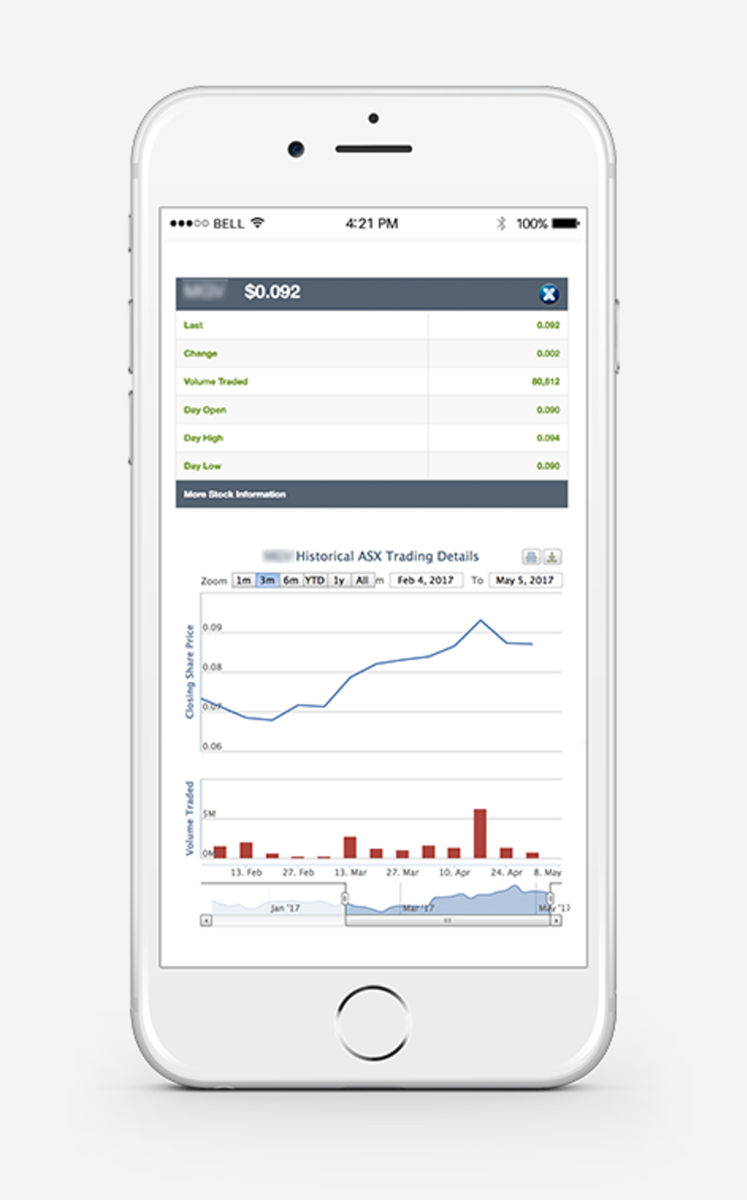 BELL 4:21 PM 100%
$0.092
Last 0.092
Change 0.002
Volume Traded 80,812
Day Open 0.090
Day High 0.094
Day Low 0.090
More Stock Information
Historical ASX Trading Details
Zoom 1m 3m 6m YTD 1y All m Feb 4, 2017 To May 5, 2017
Closing Share Price
0.09
0.08
0.07
0.06
Volume Traded
5M
0M
13. Feb 27. Feb 13. Mar 27. Mar 10. Apr 24. Apr 8. May
Jan '17 Mar '17 May '17